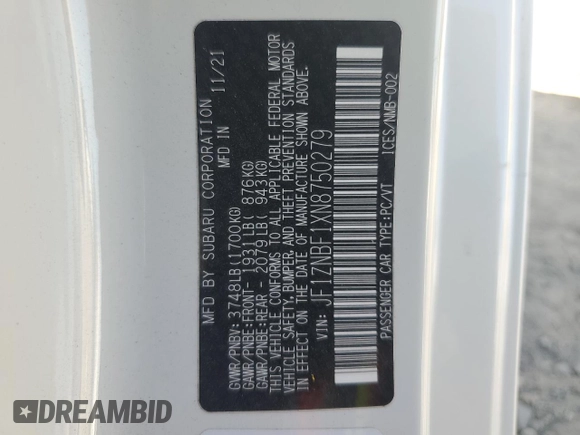 MFD BY SUBARU CORPORATION 11/21
MFD IN
GVWR/PNBV: 3748LB(1700KG)
GAWR/PNBE:FRONT- 1931LB( 876KG)
GAWR/PNBE:REAR - 2079LB( 943KG)
THIS VEHICLE CONFORMS TO ALL APPLICABLE FEDERAL MOTOR
VEHICLE SAFETY, BUMPER, AND THEFT PREVENTION STANDARDS
IN EFFECT ON THE DATE OF MANUFACTURE SHOWN ABOVE.
VIN: JF1ZNBF1XN8750279
PASSENGER CAR TYPE:PC/VT ICES/NMB-002
DREAMBID